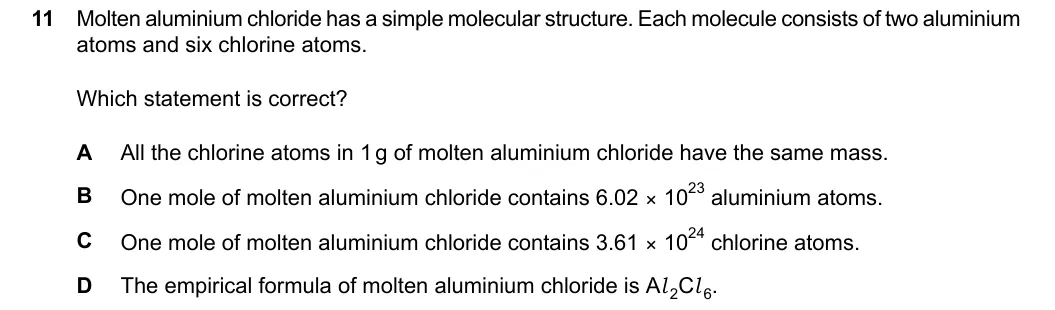 11 Molten aluminium chloride has a simple molecular structure. Each molecule consists of two aluminium
atoms and six chlorine atoms.
Which statement is correct?
A All the chlorine atoms in 1 g of molten aluminium chloride have the same mass.
B One mole of molten aluminium chloride contains 6.02 × 10²³ aluminium atoms.
C One mole of molten aluminium chloride contains 3.61 × 10²⁴ chlorine atoms.
D The empirical formula of molten aluminium chloride is Al₂Cl₆.